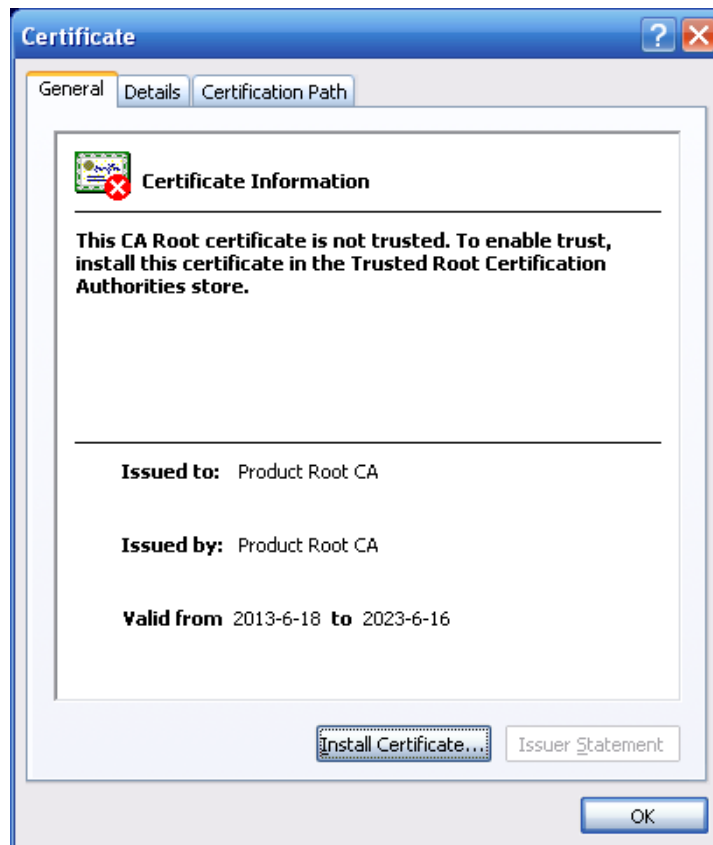 Certificate
General Details Certification Path
Certificate Information
This CA Root certificate is not trusted. To enable trust,
install this certificate in the Trusted Root Certification
Authorities store.
Issued to: Product Root CA
Issued by: Product Root CA
Valid from 2013-6-18 to 2023-6-16
Install Certificate... Issuer Statement
OK